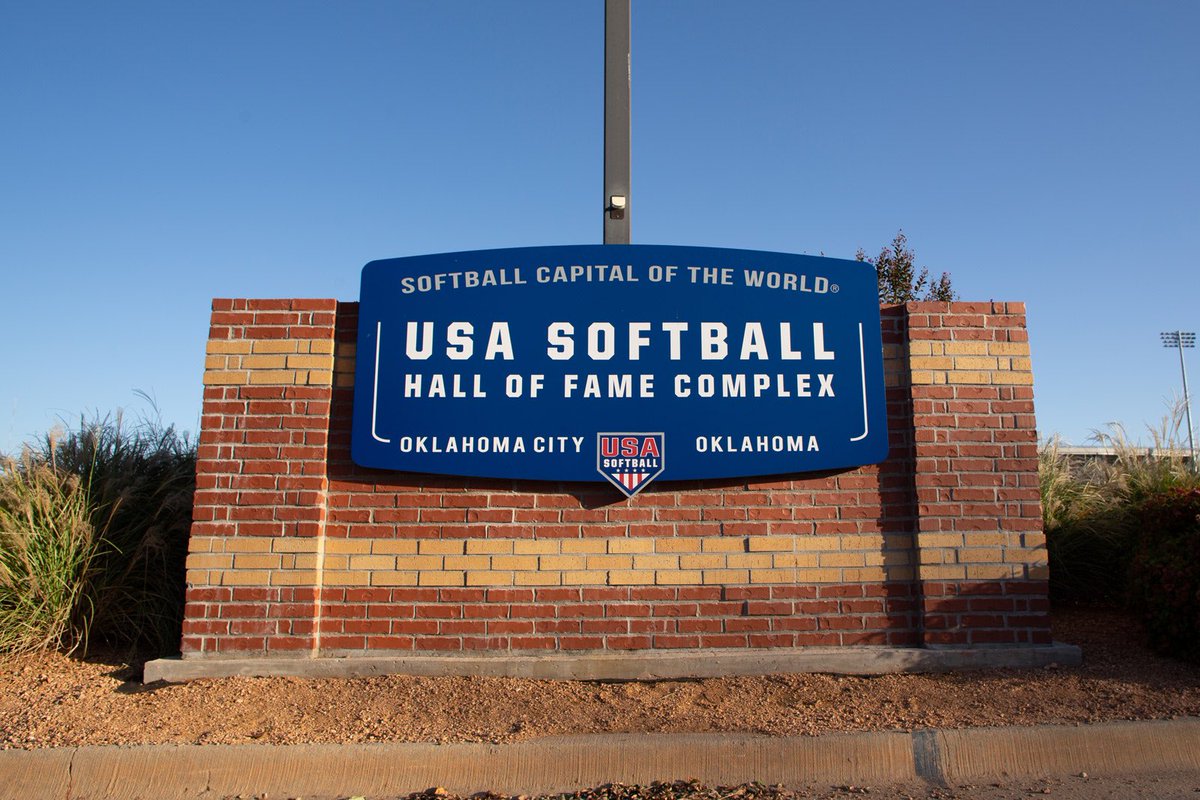 SOFTBALL CAPITAL OF THE WORLD®
USA SOFTBALL
HALL OF FAME COMPLEX
OKLAHOMA CITY OKLAHOMA
USA
SOFTBALL